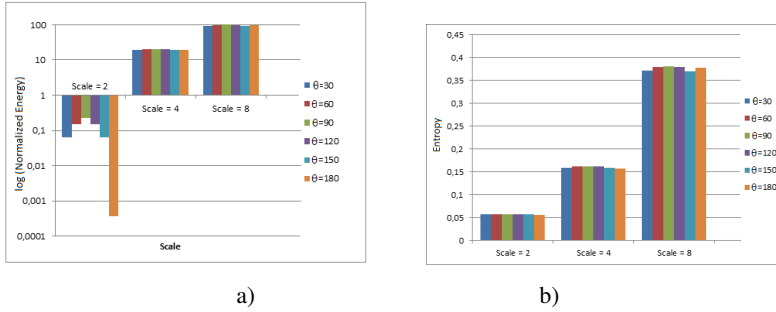 100
10
1
0,1
0,01
0,001
0,0001
log (Normalized Energy)
Scale = 2
Scale = 4
Scale = 8
Scale
θ=30
θ=60
θ=90
θ=120
θ=150
θ=180
a)
0,45
0,4
0,35
0,3
0,25
0,2
0,15
0,1
0,05
0
Entropy
Scale = 2
Scale = 4
Scale = 8
θ=30
θ=60
θ=90
θ=120
θ=150
θ=180
b)